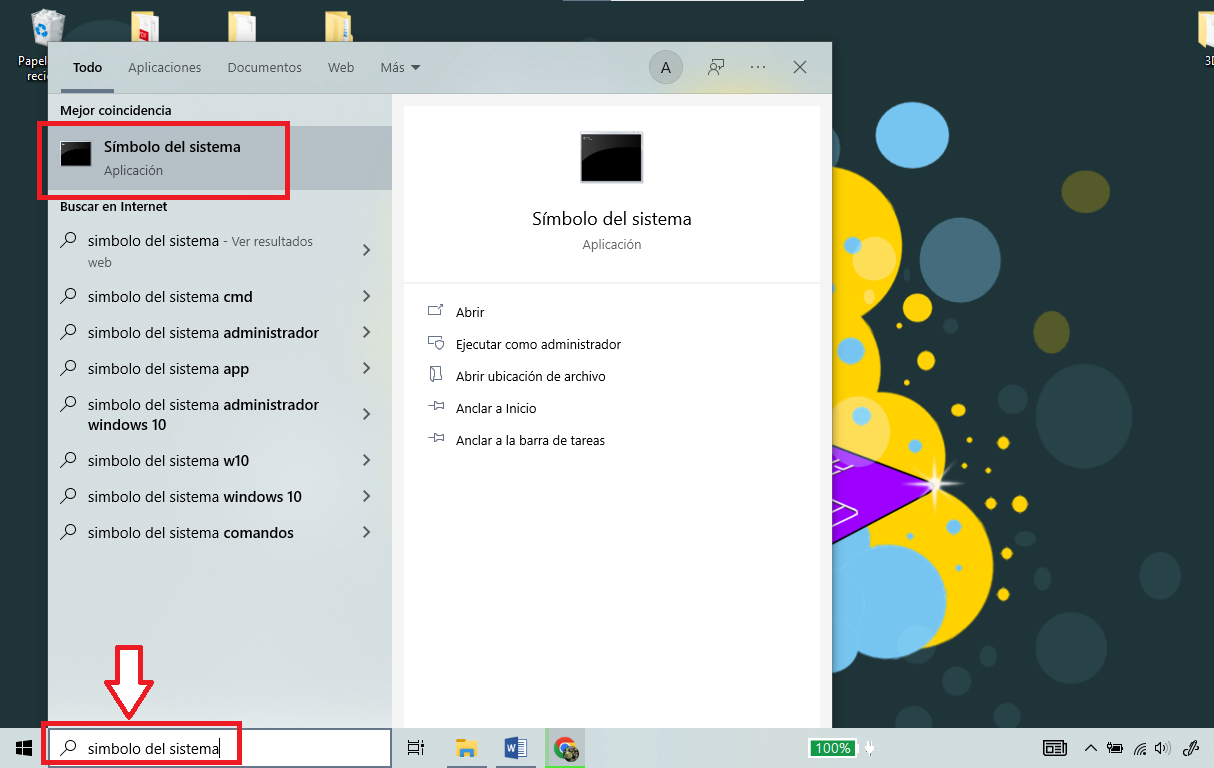 Papel
recic
3D
Todo
Aplicaciones
Documentos
Web
Más
A
Mejor coincidencia
Símbolo del sistema
Aplicación
Buscar en Internet
simbolo del sistema - Ver resultados
web
simbolo del sistema cmd
simbolo del sistema administrador
simbolo del sistema app
simbolo del sistema administrador
windows 10
simbolo del sistema w10
simbolo del sistema windows 10
simbolo del sistema comandos
Símbolo del sistema
Aplicación
Abrir
Ejecutar como administrador
Abrir ubicación de archivo
Anclar a Inicio
Anclar a la barra de tareas
simbolo del sistema
100%